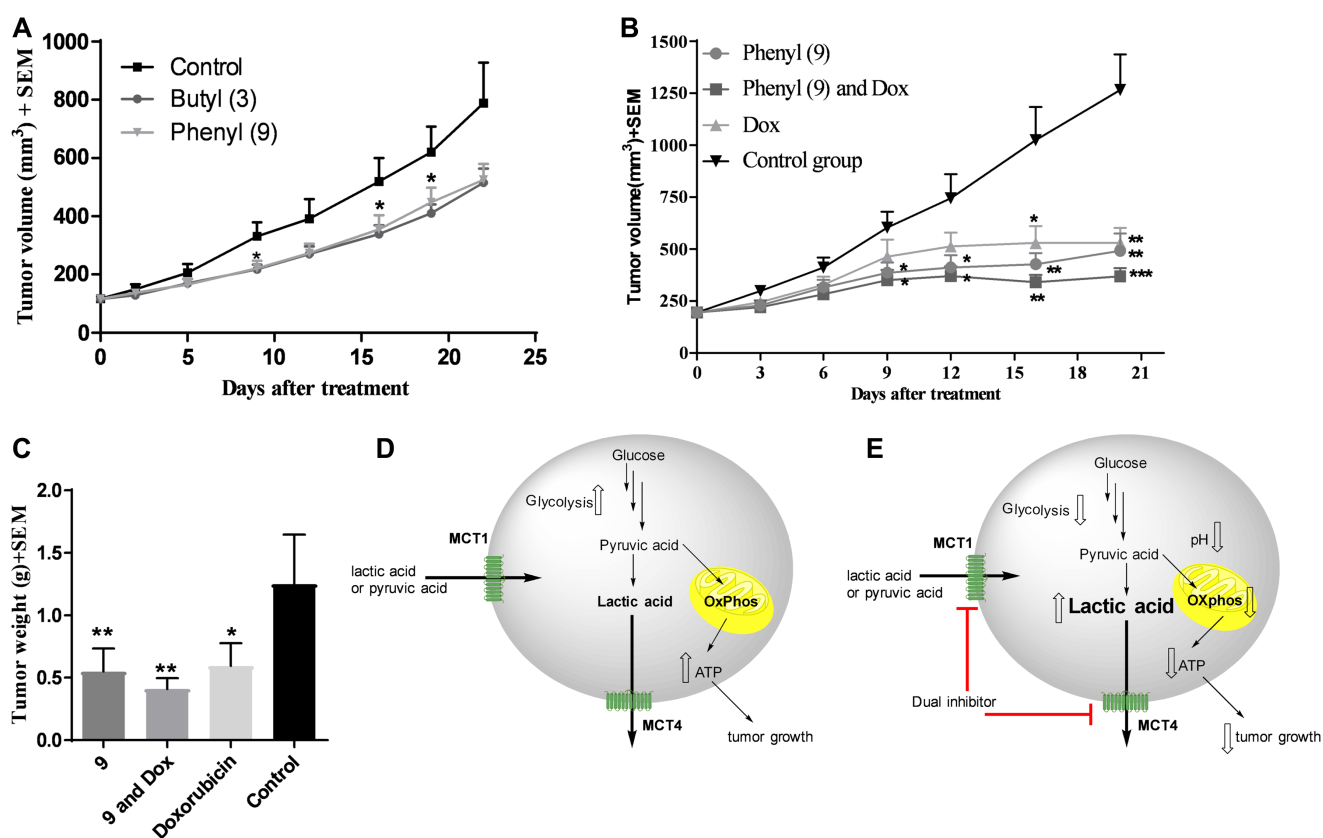 A
Tumor volume (mm³) + SEM
1000
800
600
400
200
0
Control
Butyl (3)
Phenyl (9)
*
*
*
0 5 10 15 20 25
Days after treatment
B
Tumor volume(mm³)+SEM
1500
1250
1000
750
500
250
0
Phenyl (9)
Phenyl (9) and Dox
Dox
Control group
*
*
*
*
*
**
**
**
**
***
0 3 6 9 12 15 18 21
Days after treatment
C
Tumor weight (g)+SEM
2.0
1.5
1.0
0.5
0.0
**
**
*
9
9 and Dox
Doxorubicin
Control
D
Glucose
Glycolysis
MCT1
Pyruvic acid
lactic acid
or pyruvic acid
Lactic acid
OxPhos
ATP
MCT4
tumor growth
E
Glucose
Glycolysis
pH
MCT1
Pyruvic acid
lactic acid
or pyruvic acid
Lactic acid
OXphos
ATP
Dual inhibitor
MCT4
tumor growth